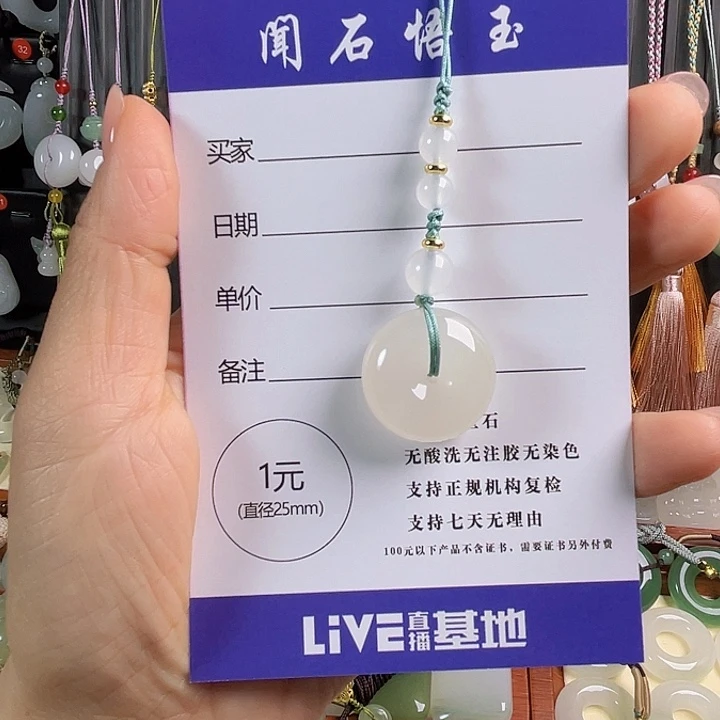 闻石悟玉
买家
日期
单价
备注
1元
(直径25mm)
石
无酸洗无注胶无染色
支持正规机构复检
支持七天无理由
100元以下产品不含证书，需要证书另外付费
LiVE直播基地
32